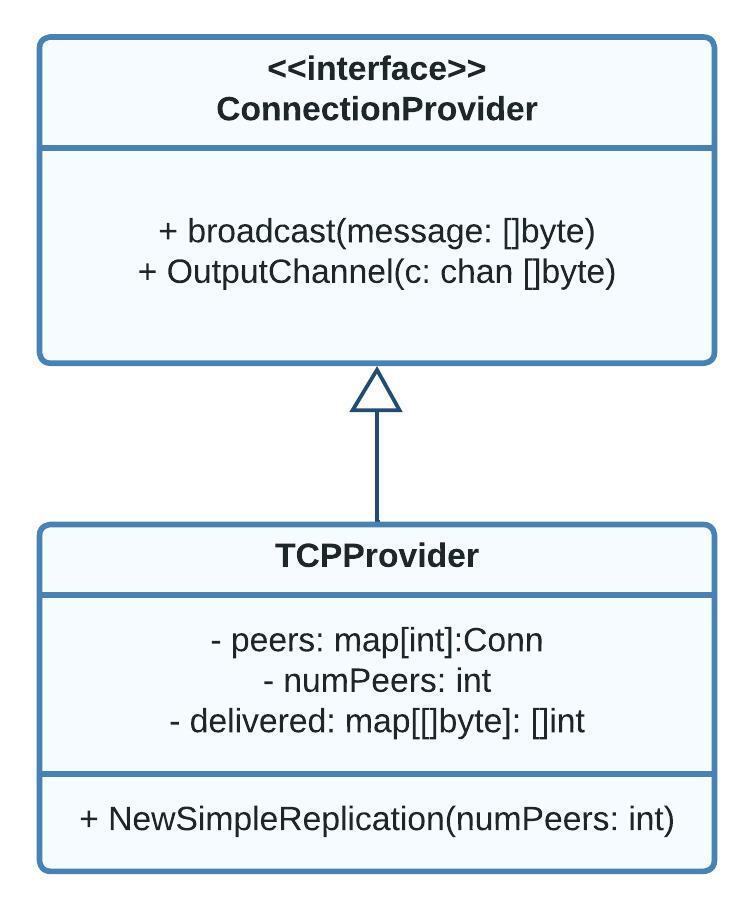 <<interface>>
ConnectionProvider
+ broadcast(message: []byte)
+ OutputChannel(c: chan []byte)
TCPProvider
- peers: map[int]:Conn
- numPeers: int
- delivered: map[[]byte]: []int
+ NewSimpleReplication(numPeers: int)